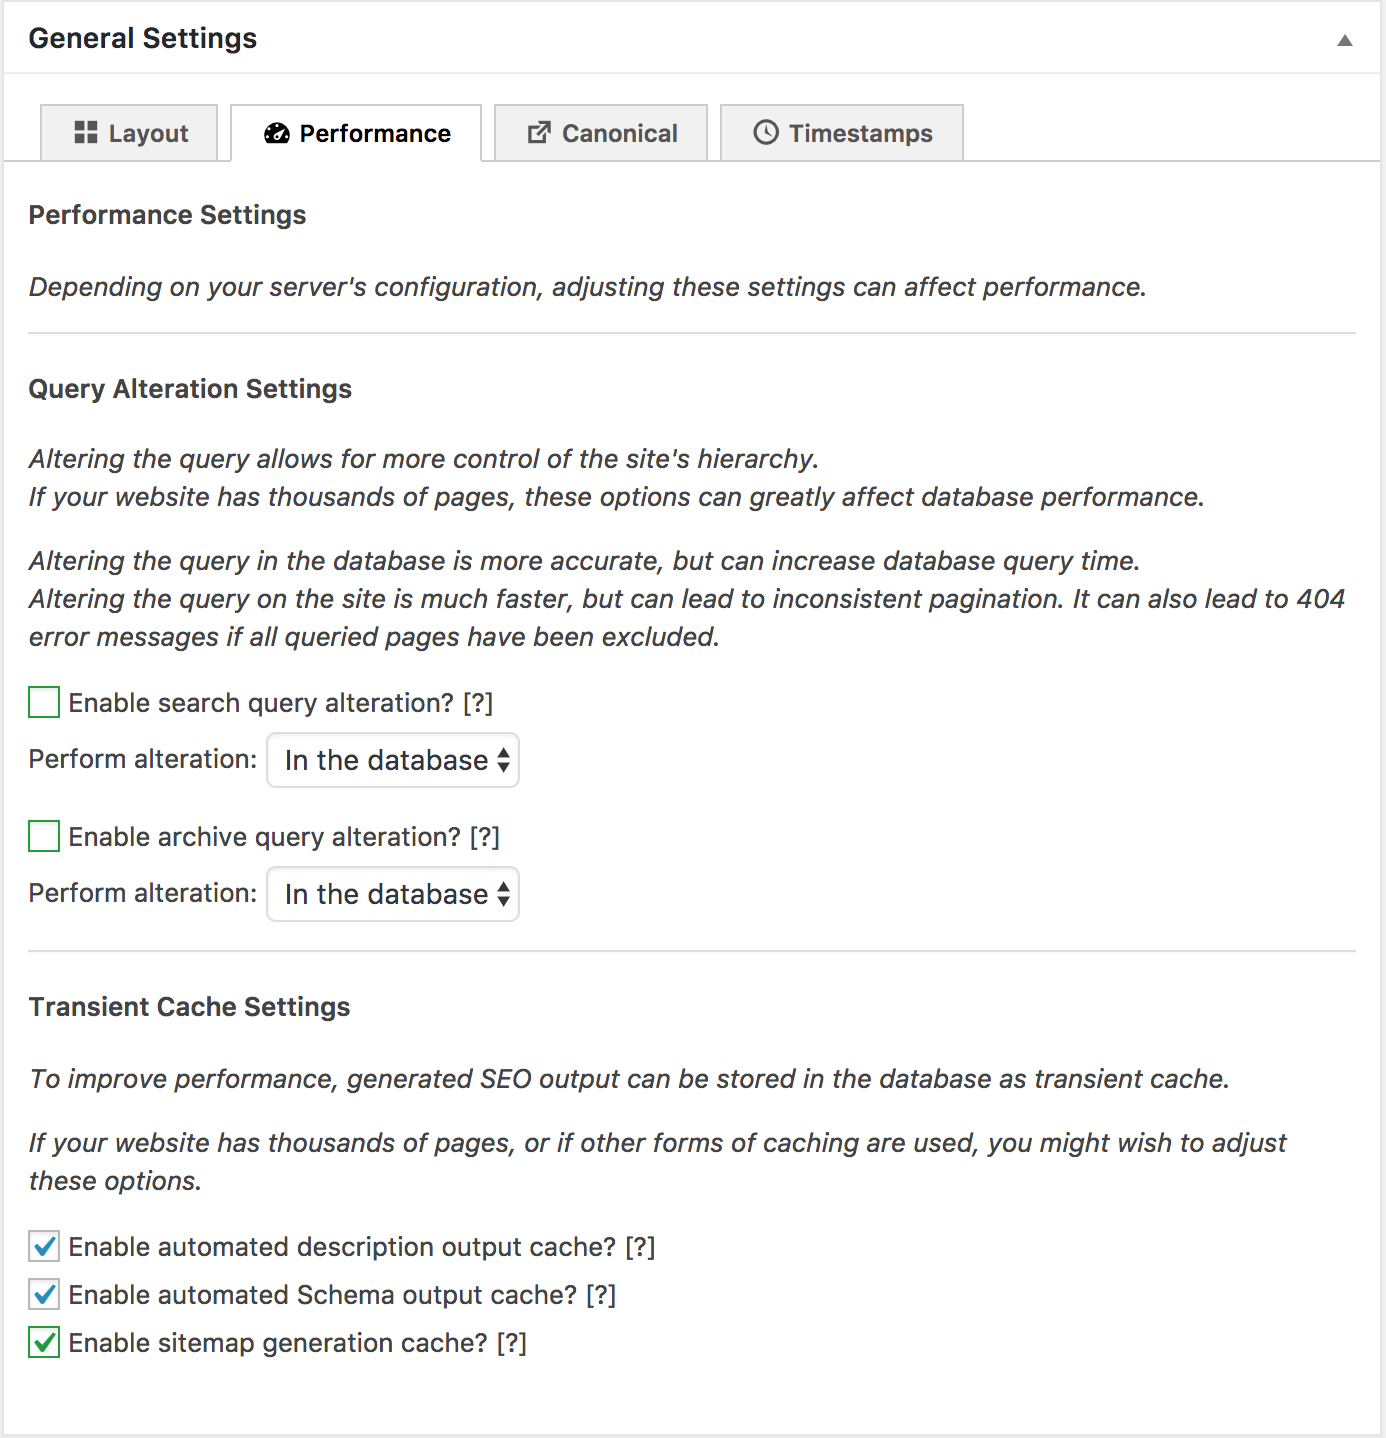 General Settings
Layout
Performance
Canonical
Timestamps
Performance Settings
Depending on your server's configuration, adjusting these settings can affect performance.
Query Alteration Settings
Altering the query allows for more control of the site's hierarchy.
If your website has thousands of pages, these options can greatly affect database performance.
Altering the query in the database is more accurate, but can increase database query time.
Altering the query on the site is much faster, but can lead to inconsistent pagination. It can also lead to 404
error messages if all queried pages have been excluded.
Enable search query alteration? [?]
Perform alteration: In the database
Enable archive query alteration? [?]
Perform alteration: In the database
Transient Cache Settings
To improve performance, generated SEO output can be stored in the database as transient cache.
If your website has thousands of pages, or if other forms of caching are used, you might wish to adjust
these options.
Enable automated description output cache? [?]
Enable automated Schema output cache? [?]
Enable sitemap generation cache? [?]